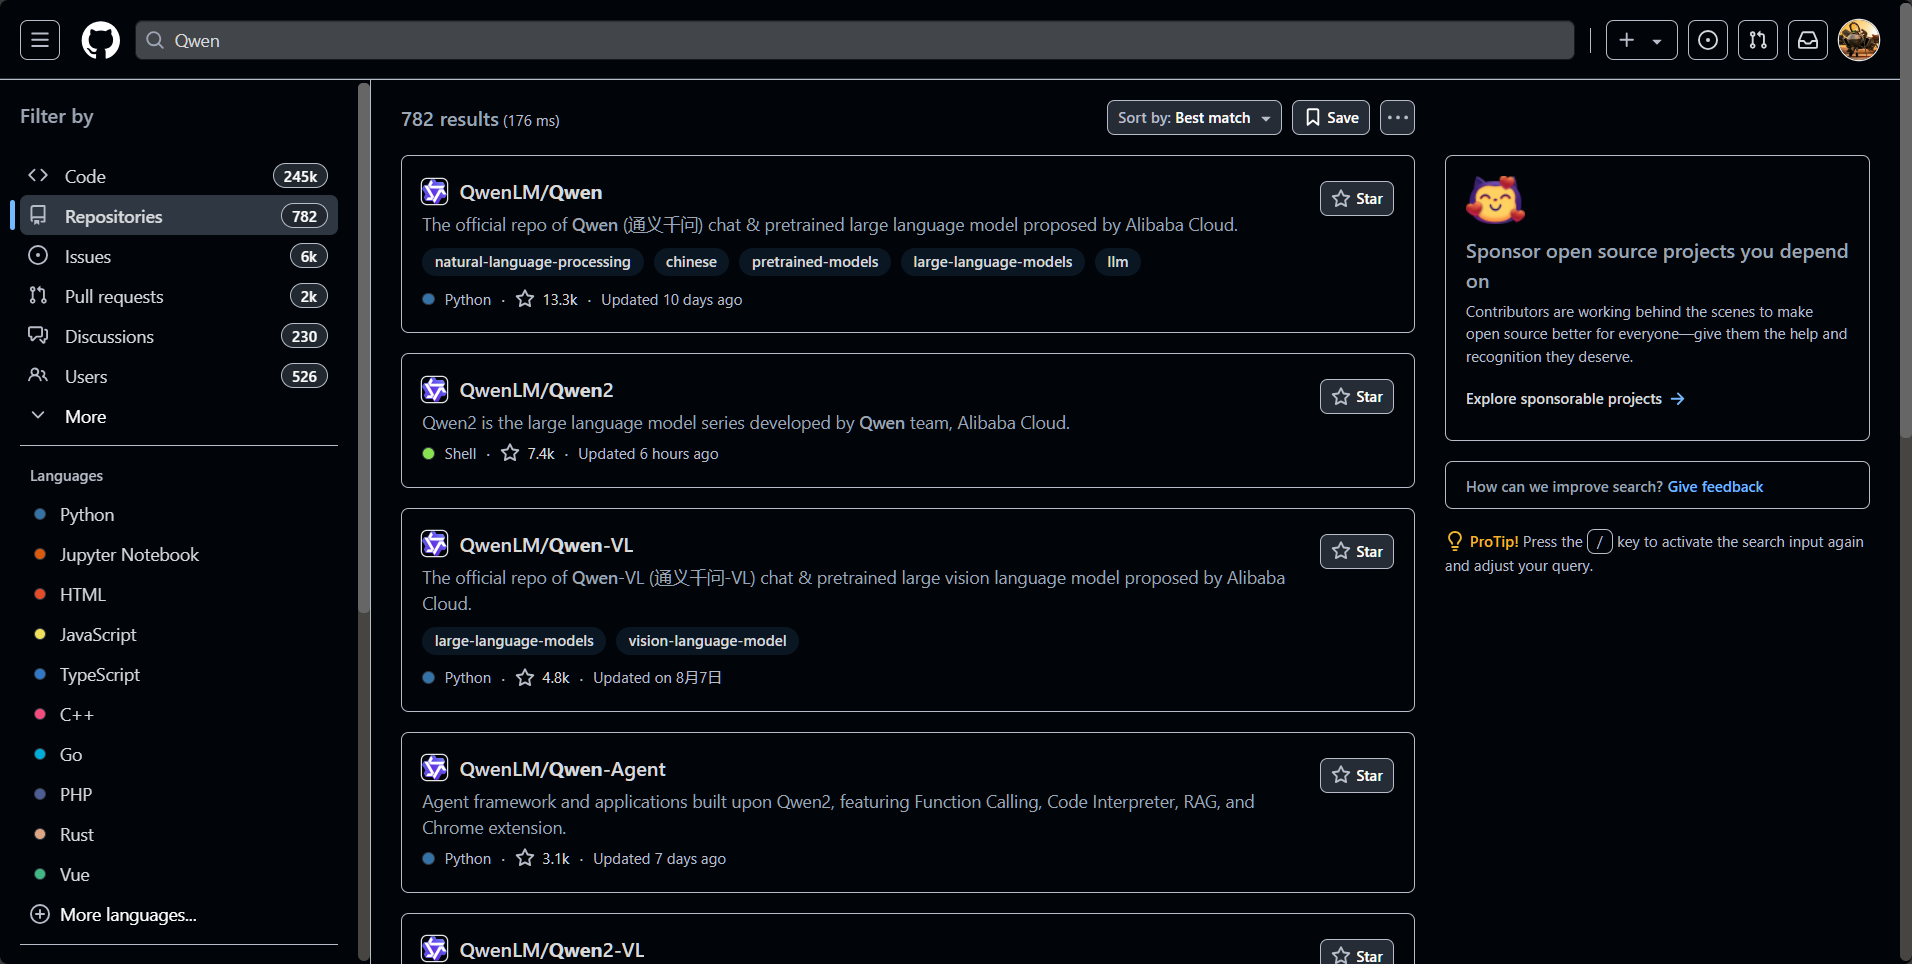 Qwen
Filter by
Code 245k
Repositories 782
Issues 6k
Pull requests 2k
Discussions 230
Users 526
More
Languages
Python
Jupyter Notebook
HTML
JavaScript
TypeScript
C++
Go
PHP
Rust
Vue
More languages...
782 results (176 ms)
Sort by: Best match
Save
QwenLM/Qwen
Star
The official repo of Qwen (通义千问) chat & pretrained large language model proposed by Alibaba Cloud.
natural-language-processing chinese pretrained-models large-language-models llm
Python · 13.3k · Updated 10 days ago
QwenLM/Qwen2
Star
Qwen2 is the large language model series developed by Qwen team, Alibaba Cloud.
Shell · 7.4k · Updated 6 hours ago
QwenLM/Qwen-VL
Star
The official repo of Qwen-VL (通义千问-VL) chat & pretrained large vision language model proposed by Alibaba
Cloud.
large-language-models vision-language-model
Python · 4.8k · Updated on 8月7日
QwenLM/Qwen-Agent
Star
Agent framework and applications built upon Qwen2, featuring Function Calling, Code Interpreter, RAG, and
Chrome extension.
Python · 3.1k · Updated 7 days ago
QwenLM/Qwen2-VL
Star
Sponsor open source projects you depend
on
Contributors are working behind the scenes to make
open source better for everyone—give them the help and
recognition they deserve.
Explore sponsorable projects →
How can we improve search? Give feedback
ProTip! Press the / key to activate the search input again
and adjust your query.